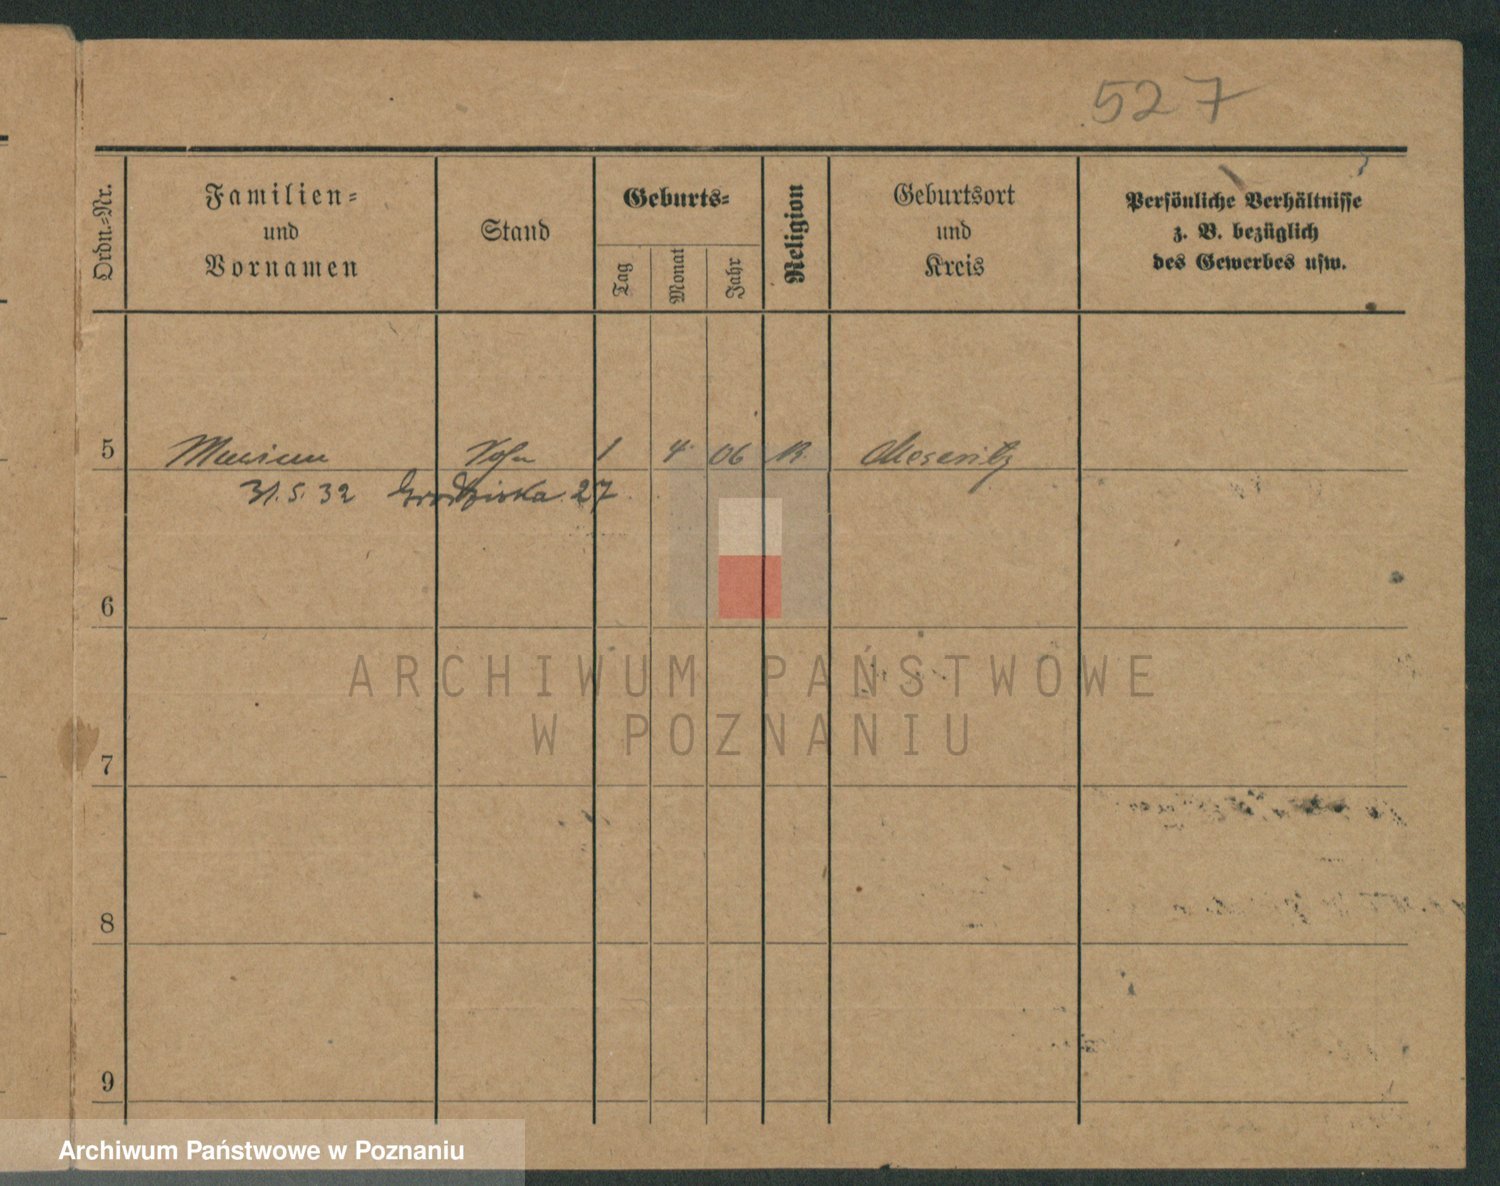 527
Ordn.-Nr.
Familien-
und
Vornamen
Stand
Geburts-
Tag
Monat
Jahr
Religion
Geburtsort
und
Kreis
Persönliche Verhältnisse
z. B. bezüglich
des Gewerbes usw.
5 1 4 06 Meseritz
31.5.32 Grodziska 27
6
ARCHIWUM PAŃSTWOWE
W POZNANIU
7
8
9
Archiwum Państwowe w Poznaniu